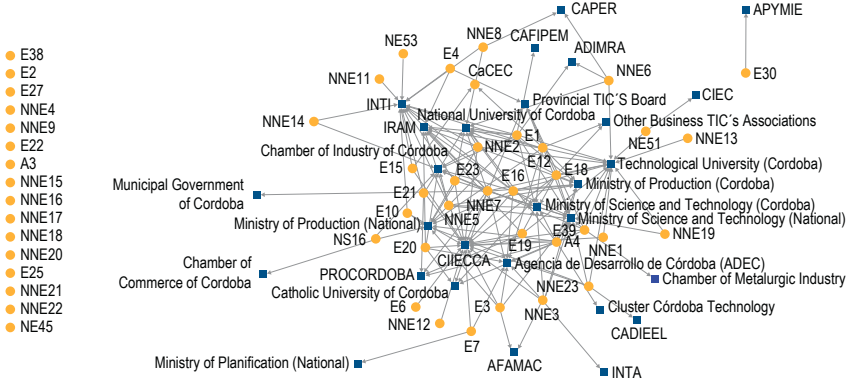 E38
E2
E27
NNE4
NNE9
E22
A3
NNE15
NNE16
NNE17
NNE18
NNE20
E25
NNE21
NNE22
NE45
CAPER
APYMIE
NNE8
NE53
CAFIPEM
E4
ADIMRA
NNE11
CaCEC
NNE6
E30
INTI
Provincial TIC´S Board
CIEC
National University of Cordoba
NNE14
IRAM
Other Business TIC´s Associations
E1
NE51
NNE13
NNE2
Chamber of Industry of Córdoba
E12
E15
E23
E18
Technological University (Cordoba)
Municipal Government
of Cordoba
E21
E16
Ministry of Production (Cordoba)
NNE7
Ministry of Science and Technology (Cordoba)
E10
NNE5
Ministry of Science and Technology (National)
Ministry of Production (National)
E39
NS16
E20
E19
A4
NNE1
NNE19
CIIECCA
Chamber of
Commerce of Cordoba
Agencia de Desarrollo de Córdoba (ADEC)
PROCORDOBA
Chamber of Metalurgic Industry
Catholic University of Cordoba
NNE23
E6
E3
NNE3
Cluster Córdoba Technology
NNE12
CADIEEL
E7
Ministry of Planification (National)
AFAMAC
INTA